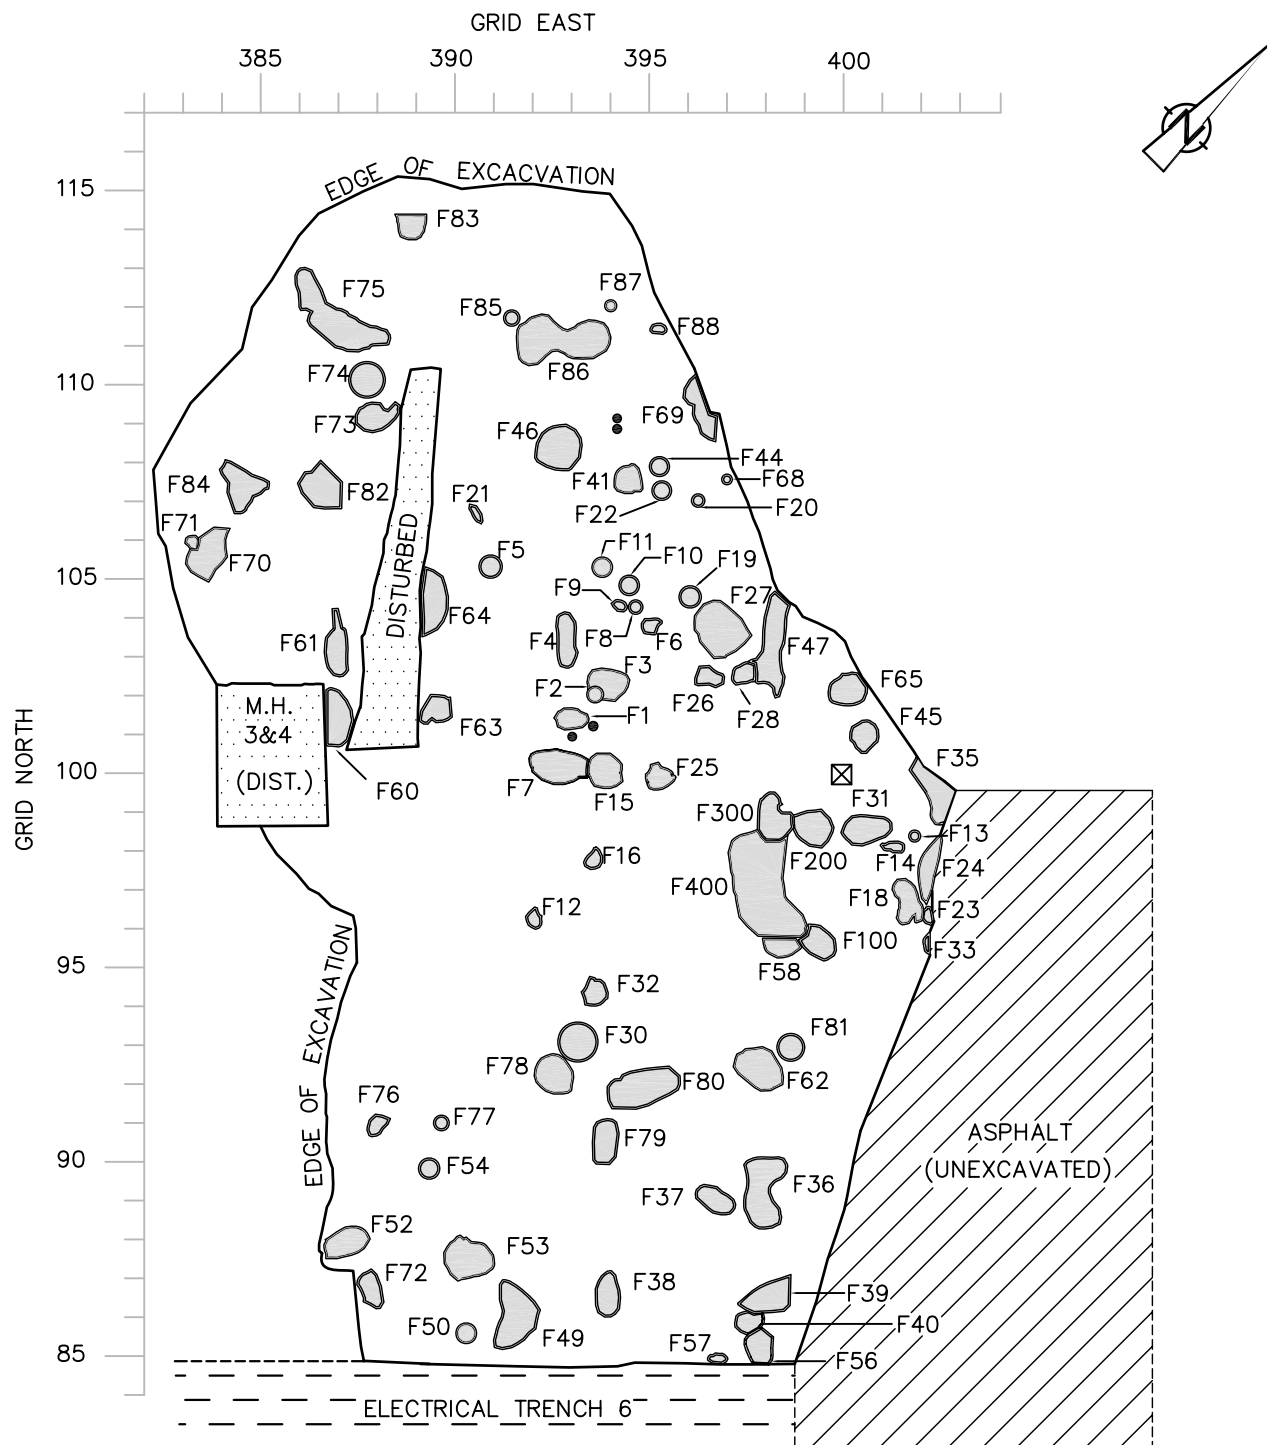 GRID EAST
385 390 395 400
N
EDGE OF EXCACVATION
115
F83
F75
F87
F85
F88
F86
F74
110
F73
F69
F46
F44
F84
F82
F41
F68
F21
F22
F20
F71
F70
F5
F11
F10
F19
105
DISTURBED
F9
F27
F64
F61
F4
F8
F6
F47
F3
F2
F26
F65
M.H.
3&4
(DIST.)
F1
F28
F45
F63
GRID NORTH
100
F60
F7
F15
F25
F35
F31
F300
F13
F16
F200
F14
F24
F400
F18
F12
F23
F100
F33
95
F58
EDGE OF EXCAVATION
F32
F30
F81
F78
F80
F62
F76
F77
F79
ASPHALT
(UNEXCAVATED)
90
F54
F37
F36
F52
F53
F72
F38
F39
F50
F49
F40
F57
F56
85
ELECTRICAL TRENCH 6